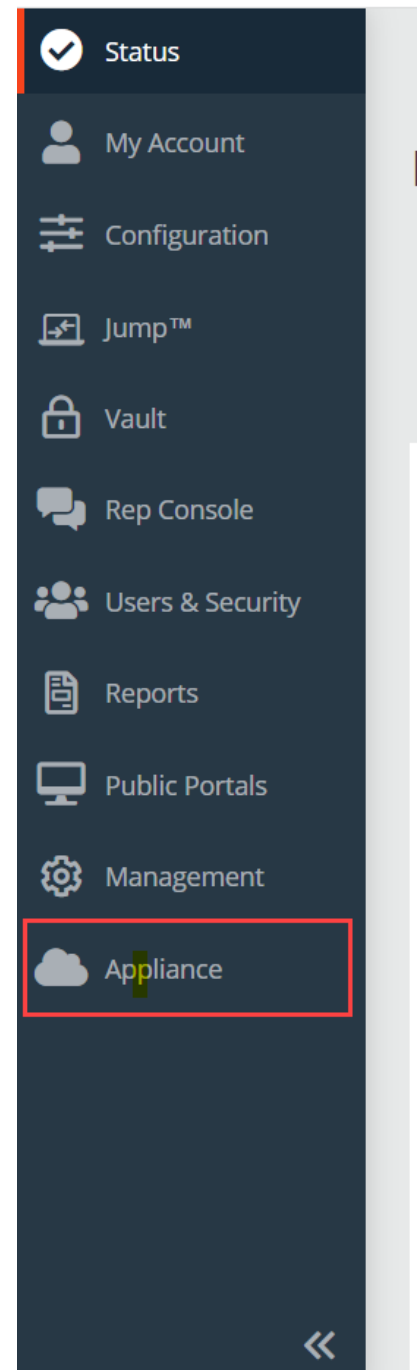 Status
My Account
Configuration
Jump™
Vault
Rep Console
Users & Security
Reports
Public Portals
Management
Appliance